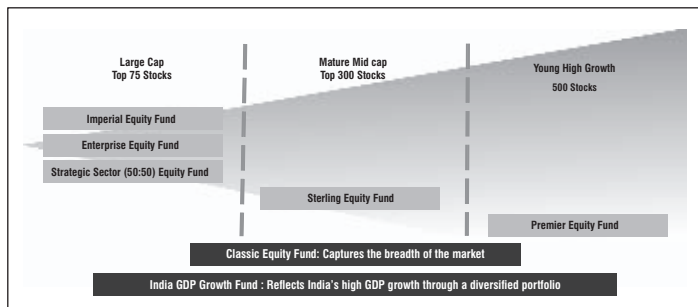 Large Cap
Top 75 Stocks
Mature Mid cap
Top 300 Stocks
Young High Growth
500 Stocks
Imperial Equity Fund
Enterprise Equity Fund
Strategic Sector (50:50) Equity Fund
Sterling Equity Fund
Premier Equity Fund
Classic Equity Fund: Captures the breadth of the market
India GDP Growth Fund : Reflects India's high GDP growth through a diversified portfolio